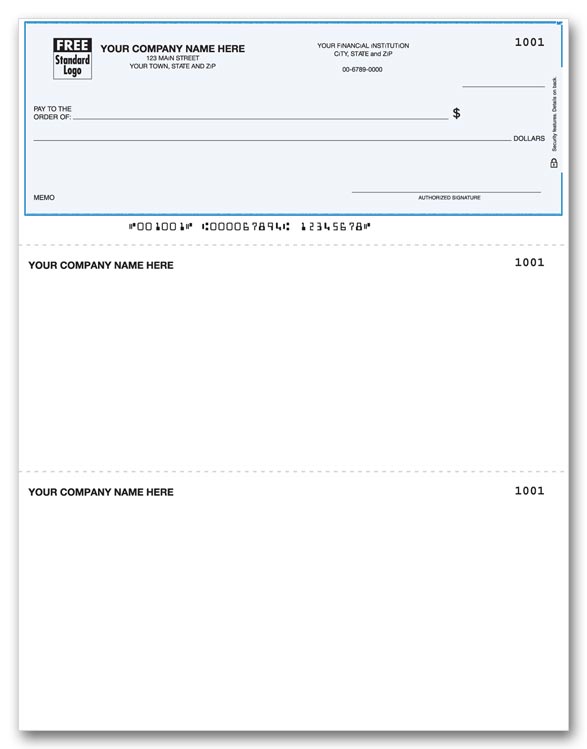 FREE
Standard
Logo
YOUR COMPANY NAME HERE
123 MAIN STREET
YOUR TOWN, STATE AND ZIP
YOUR FINANCIAL INSTITUTION
CITY, STATE and ZIP
00-6789-0000
1001
PAY TO THE
ORDER OF:
$
DOLLARS
Security features. Details on back.
MEMO
AUTHORIZED SIGNATURE
⑈001001⑈ ⑆000067894⑆ 12345678⑈
YOUR COMPANY NAME HERE
1001
YOUR COMPANY NAME HERE
1001